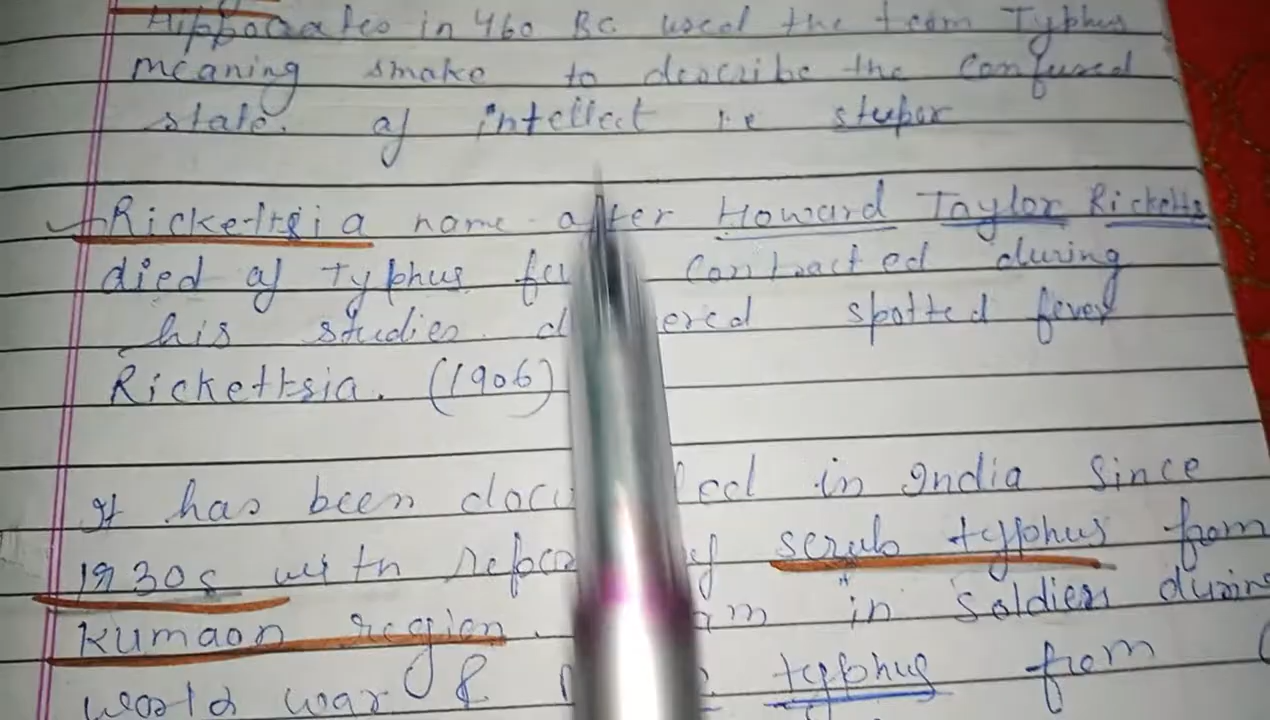 Hippocrates in 460 BC used the term Typhus
meaning smoke to describe the confused
state. of intellect i.e stupor
Rickettsia name after Howard Taylor Ricketts
died of Typhus contracted during
his studies. spotted fever
Rickettsia. (1906)
It has been in India Since
1930s with scrub typhus from
Kumaon region. in soldiers during
world war & typhus from